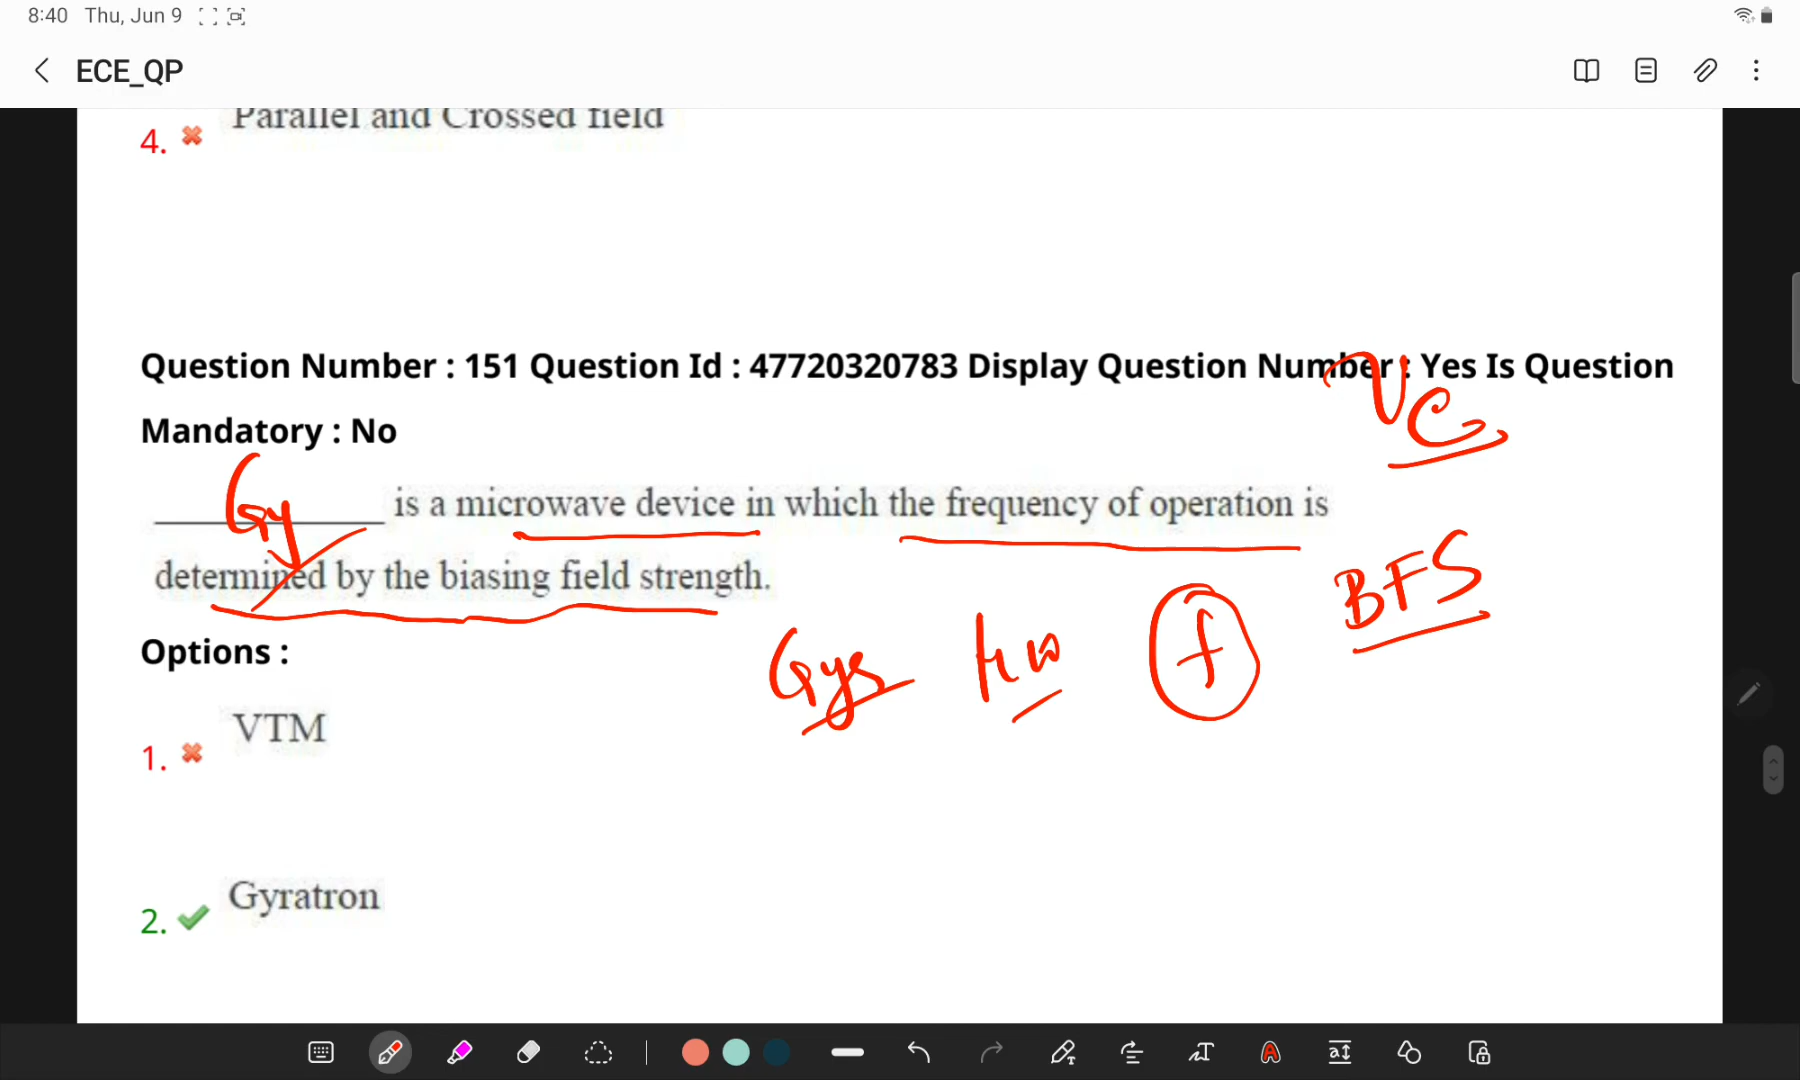 8:40 Thu, Jun 9
ECE_QP
Parallel and Crossed field
4.
Question Number : 151 Question Id : 47720320783 Display Question Number : Yes Is Question
Mandatory : No
VC
Gy
____________ is a microwave device in which the frequency of operation is
determined by the biasing field strength.
BFS
f
Options :
VTM
1.
Gyratron
2.